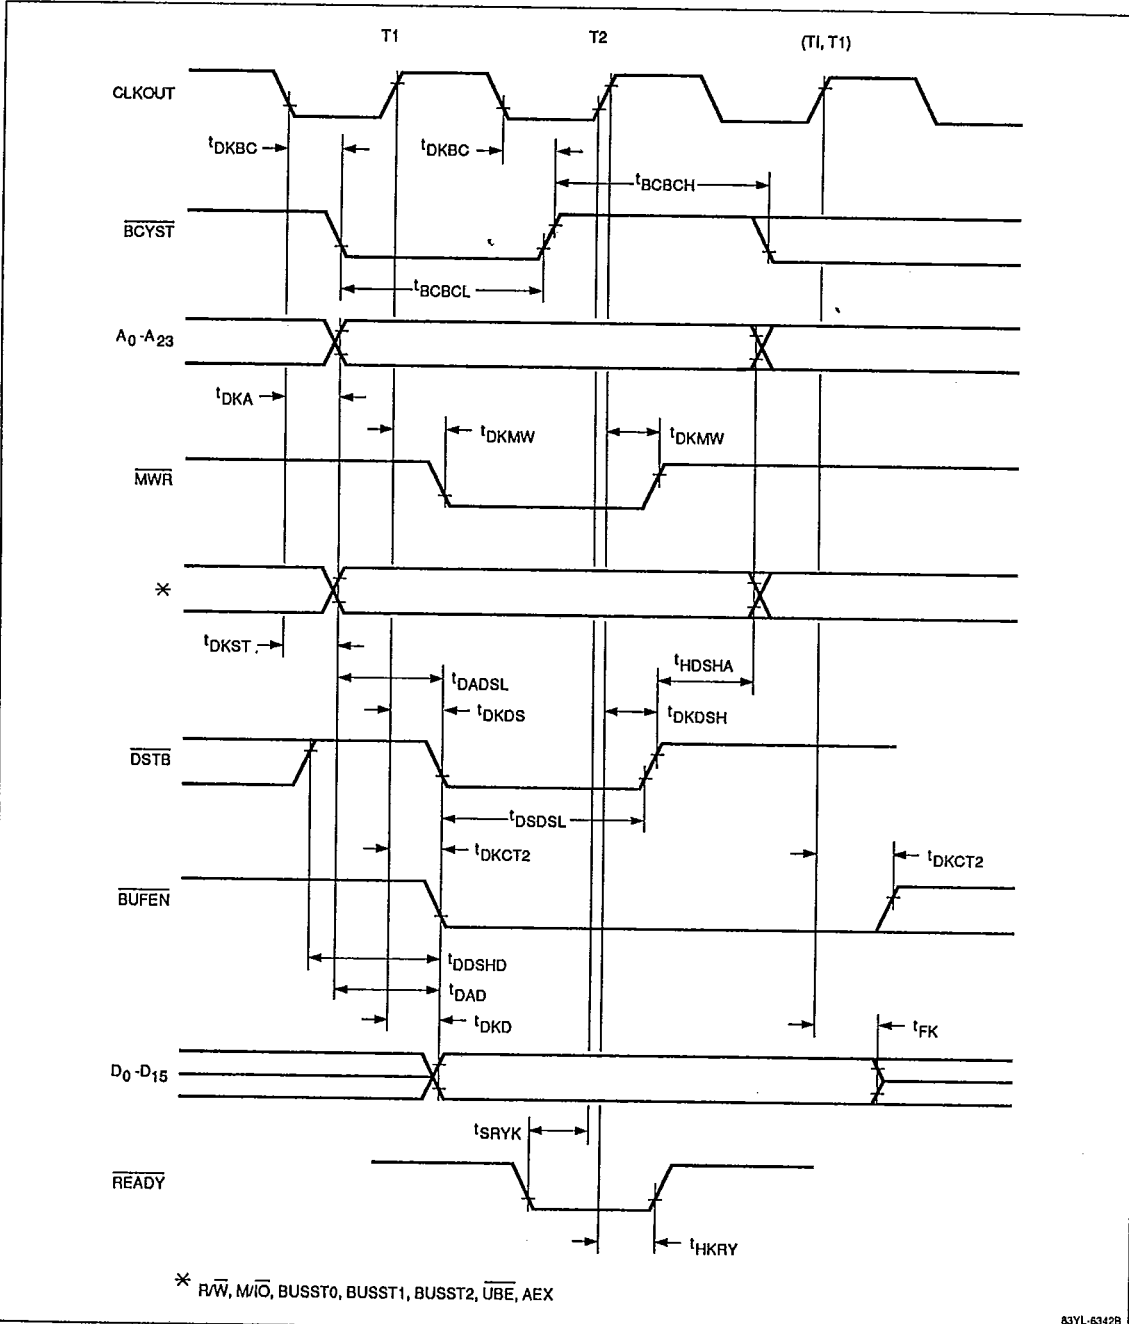 T1 T2 (TI, T1)
CLKOUT
tDKBC tDKBC
tBCBCH
BCYST
tBCBCL
A0-A23
tDKA
tDKMW tDKMW
MWR
*
tDKST
tHDSHA
tDADSL
tDKDS tDKDSH
DSTB
tDSDSL
tDKCT2 tDKCT2
BUFEN
tDDSHD
tDAD
tDKD tFK
D0-D15
tSRYK
READY
tHKRY
* R/W, M/IO, BUSST0, BUSST1, BUSST2, UBE, AEX
83YL-6342B